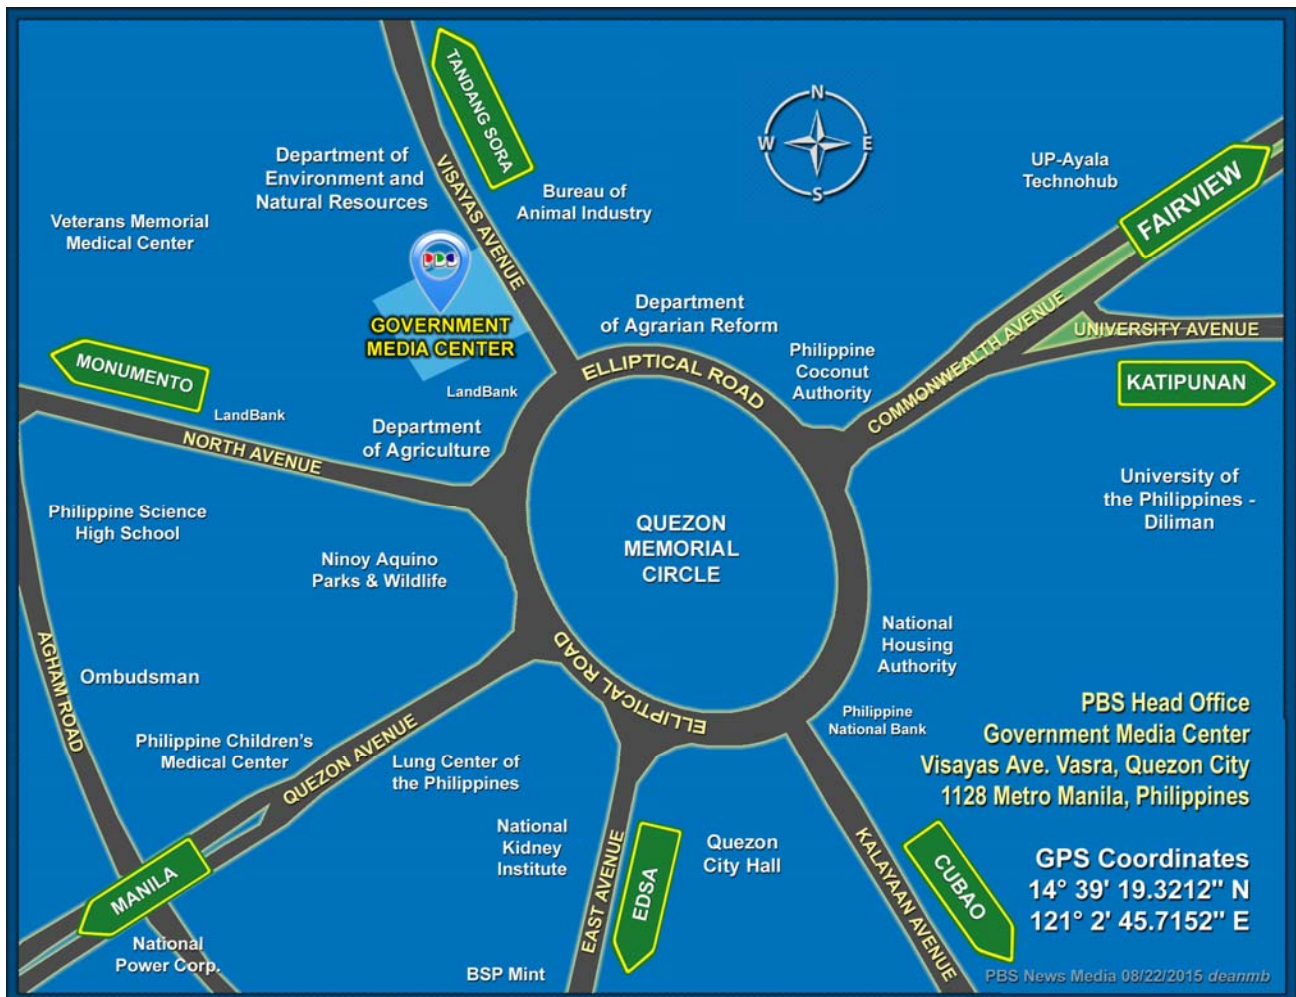 TANDANG SORA
N
W
E
S
VISAYAS AVENUE
Department of
Environment and
Natural Resources
Bureau of
Animal Industry
UP-Ayala
Technohub
FAIRVIEW
Veterans Memorial
Medical Center
PBS
GOVERNMENT
MEDIA CENTER
Department
of Agrarian Reform
ELLIPTICAL ROAD
Philippine
Coconut
Authority
COMMONWEALTH AVENUE
UNIVERSITY AVENUE
KATIPUNAN
MONUMENTO
LandBank
LandBank
NORTH AVENUE
Department
of Agriculture
University of
the Philippines -
Diliman
Philippine Science
High School
QUEZON
MEMORIAL
CIRCLE
Ninoy Aquino
Parks & Wildlife
National
Housing
Authority
AGHAM ROAD
Ombudsman
ELLIPTICAL ROAD
Philippine
National Bank
Philippine Children's
Medical Center
QUEZON AVENUE
Lung Center of
the Philippines
PBS Head Office
Government Media Center
Visayas Ave. Vasra, Quezon City
1128 Metro Manila, Philippines
National
Kidney
Institute
EAST AVENUE
EDSA
Quezon
City Hall
KALAYAAN AVENUE
CUBAO
GPS Coordinates
14° 39' 19.3212" N
121° 2' 45.7152" E
MANILA
National
Power Corp.
BSP Mint
PBS News Media 08/22/2015 deanmb